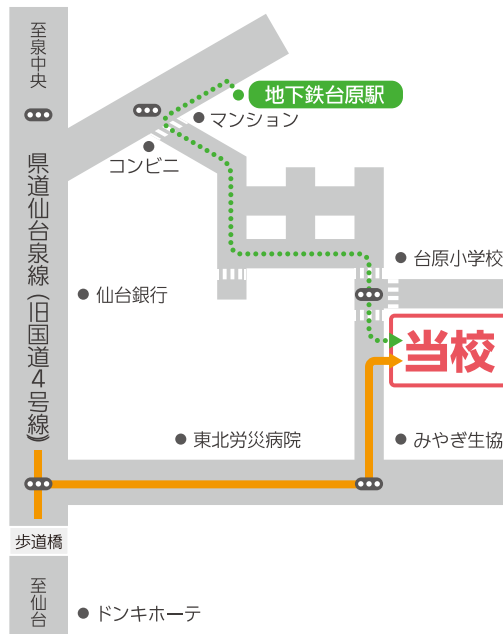 至泉中央
地下鉄台原駅
マンション
コンビニ
県道仙台泉線(旧国道4号線)
台原小学校
仙台銀行
当校
東北労災病院
みやぎ生協
歩道橋
至仙台
ドンキホーテ